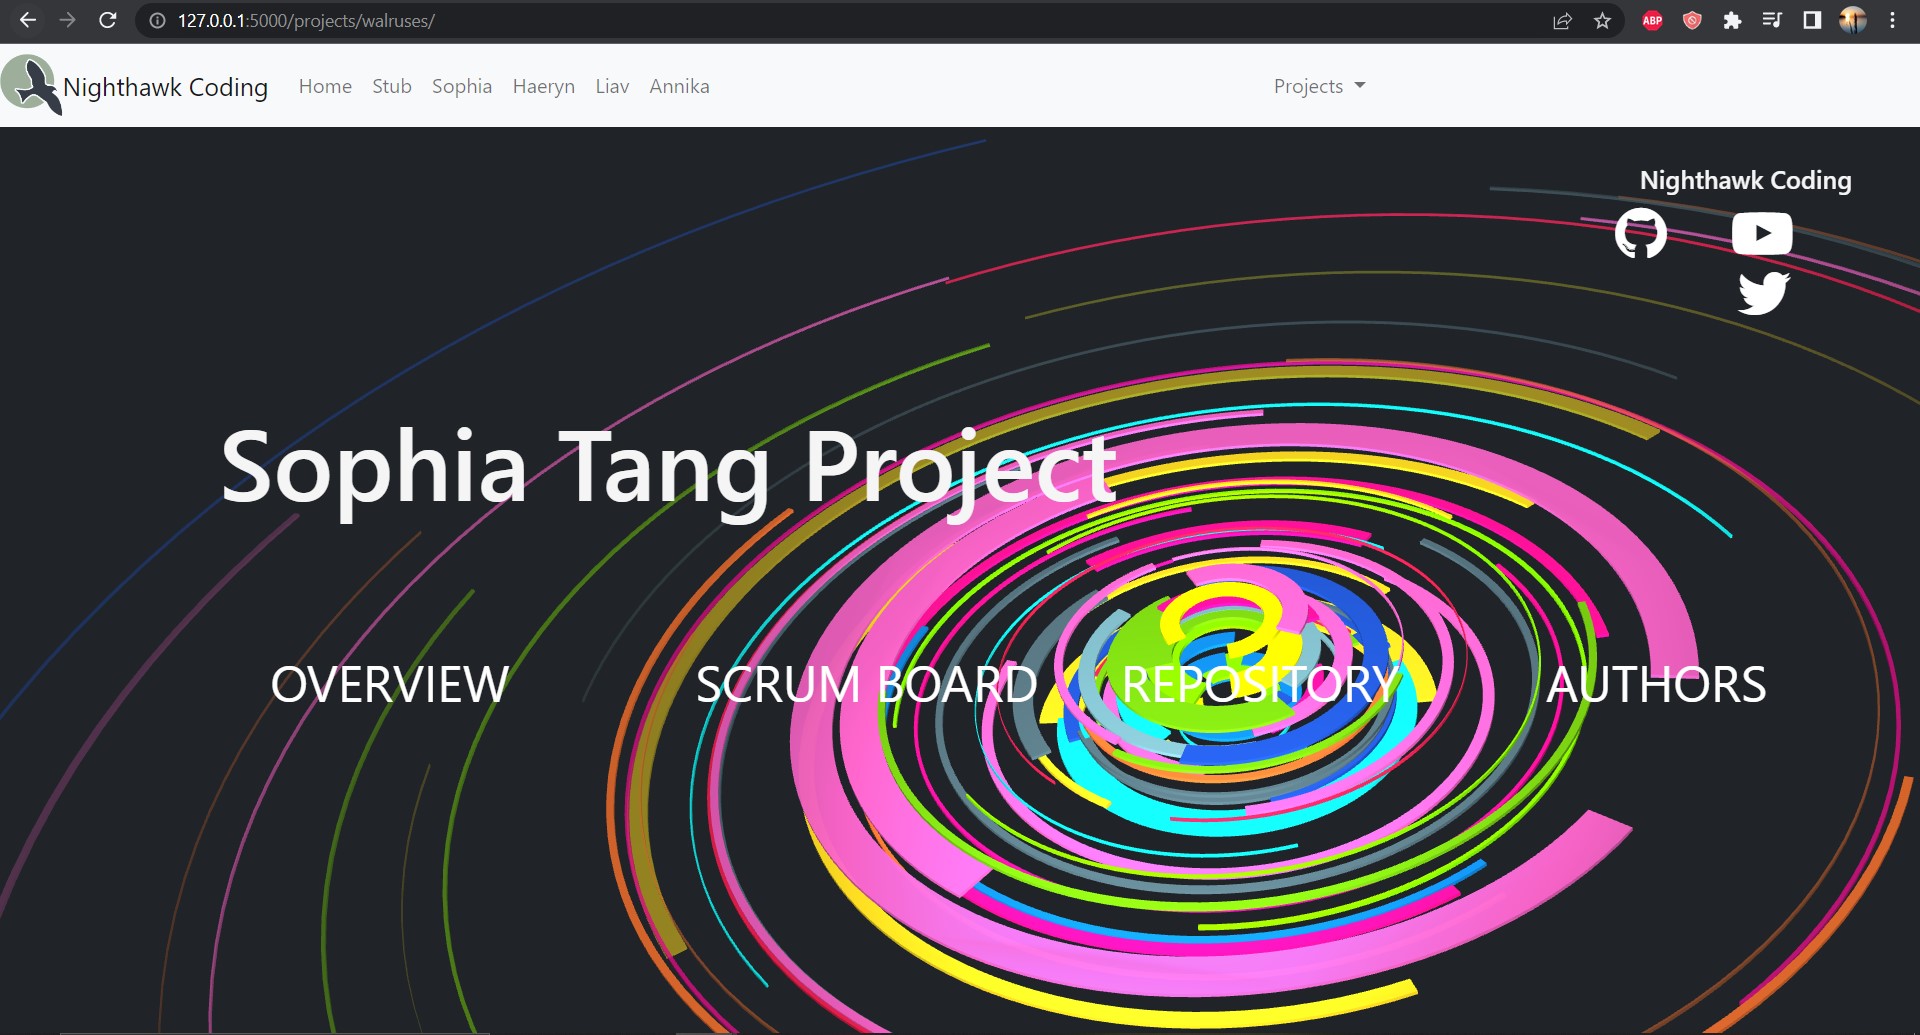 127.0.0.1:5000/projects/walruses/
ABP
Nighthawk Coding Home Stub Sophia Haeryn Liav Annika Projects
Nighthawk Coding
Sophia Tang Project
OVERVIEW SCRUM BOARD REPOSITORY AUTHORS